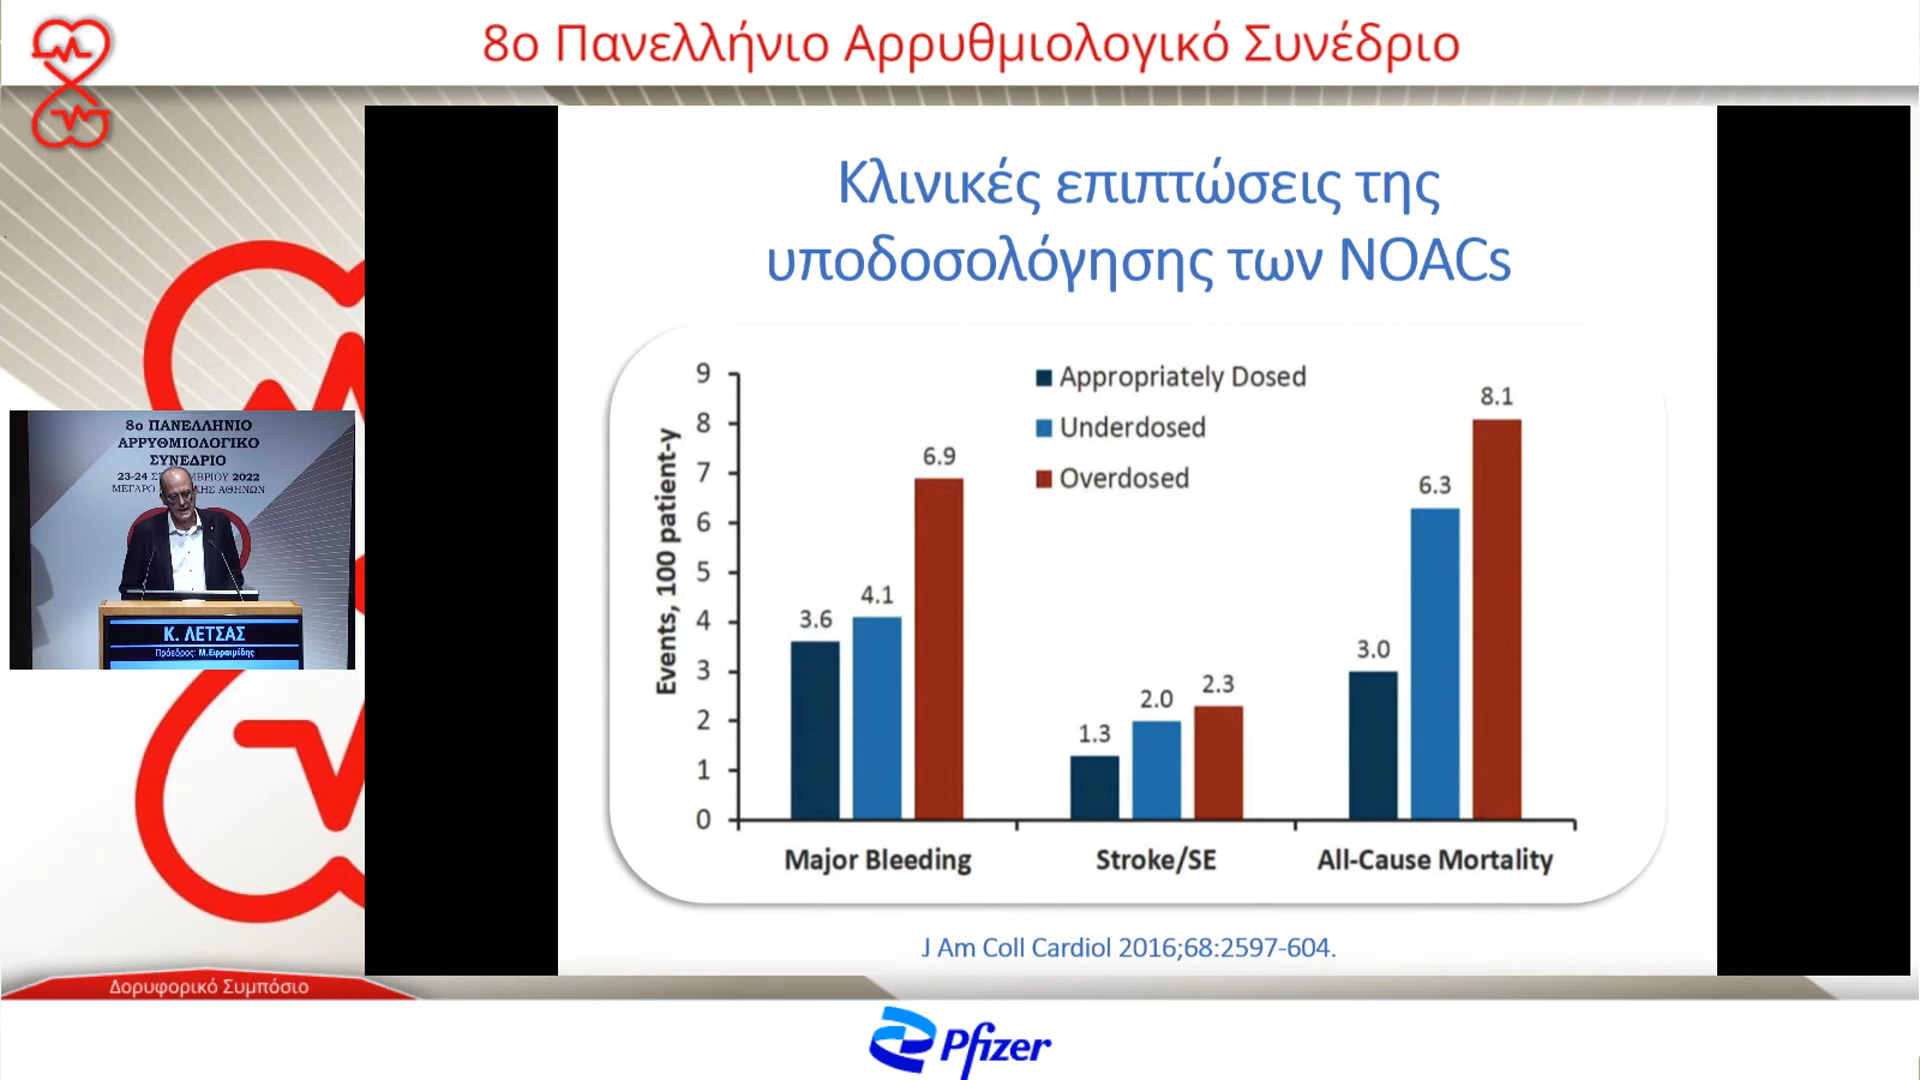 8ο Πανελλήνιο Αρρυθμιολογικό Συνέδριο
Κλινικές επιπτώσεις της
υποδοσολόγησης των NOACs
Appropriately Dosed
Underdosed
Overdosed
Events, 100 patient-y
9
8
7
6
5
4
3
2
1
0
3.6
4.1
6.9
1.3
2.0
2.3
3.0
6.3
8.1
Major Bleeding
Stroke/SE
All-Cause Mortality
J Am Coll Cardiol 2016;68:2597-604.
8ο ΠΑΝΕΛΛΗΝΙΟ
ΑΡΡΥΘΜΙΟΛΟΓΙΚΟ
ΣΥΝΕΔΡΙΟ
23-24 2022
ΑΘΗΝΩΝ
Κ. ΛΕΤΣΑΣ
Πρόεδρος: Μ.Εφραιμίδης
Δορυφορικό Συμπόσιο
Pfizer